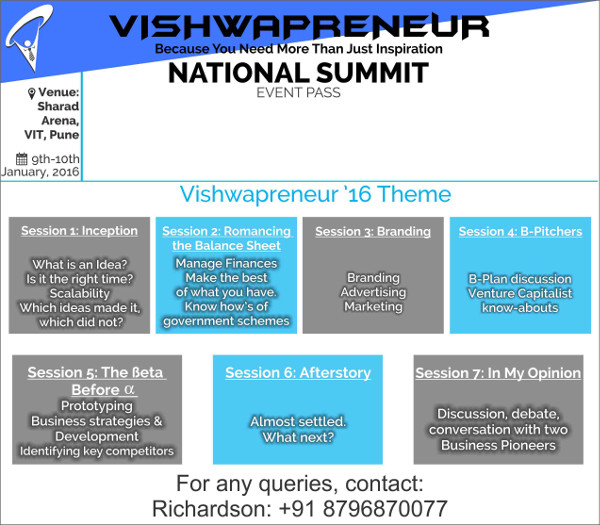 VISHWAPRENEUR
Because You Need More Than Just Inspiration
NATIONAL SUMMIT
EVENT PASS
Venue:
Sharad
Arena,
VIT, Pune
9th-10th
January, 2016
Vishwapreneur ’16 Theme
Session 1: Inception
What is an Idea?
Is it the right time?
Scalability
Which ideas made it,
which did not?
Session 2: Romancing
the Balance Sheet
Manage Finances
Make the best
of what you have.
Know how's of
government schemes
Session 3: Branding
Branding
Advertising
Marketing
Session 4: B-Pitchers
B-Plan discussion
Venture Capitalist
know-abouts
Session 5: The ßeta
Before α
Prototyping
Business strategies &
Development
Identifying key competitors
Session 6: Afterstory
Almost settled.
What next?
Session 7: In My Opinion
Discussion, debate,
conversation with two
Business Pioneers
For any queries, contact:
Richardson: +91 8796870077